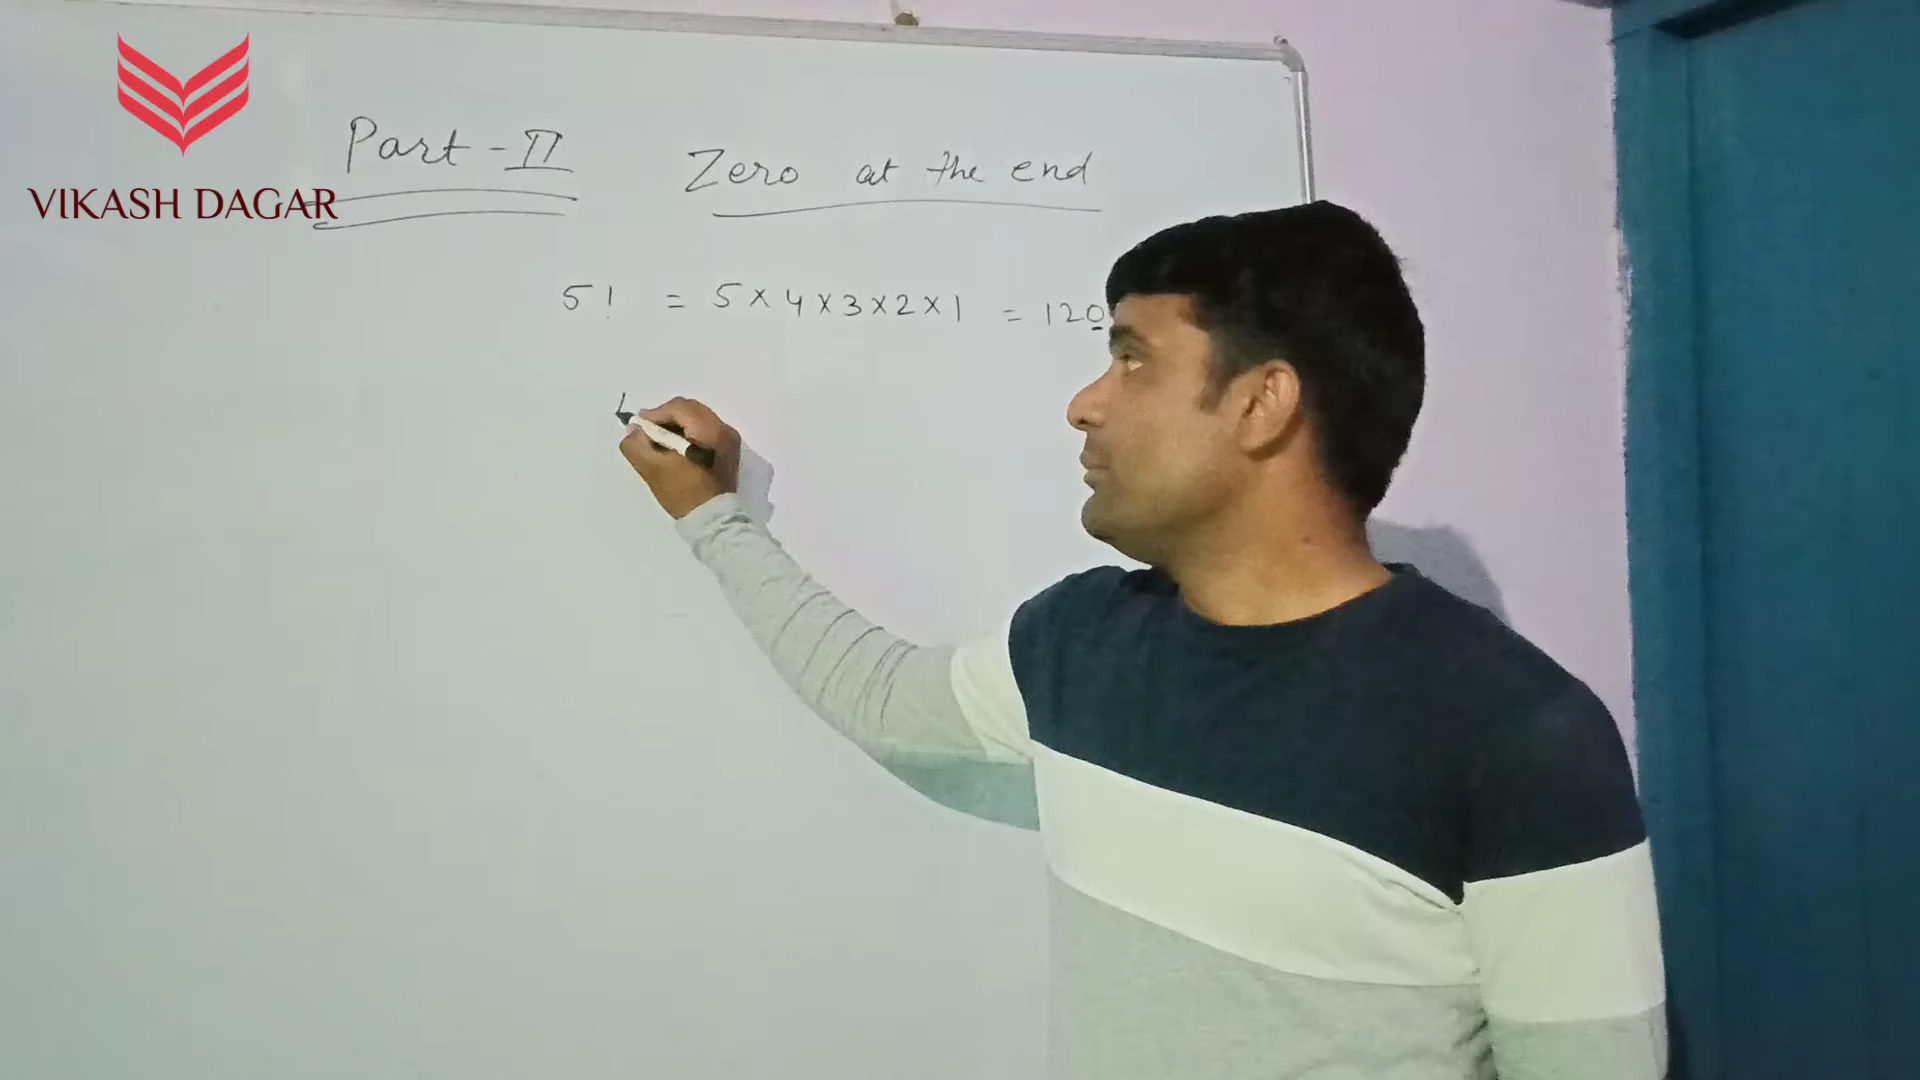 VIKASH DAGAR
Part - II
Zero at the end
5! = 5 × 4 × 3 × 2 × 1 = 120